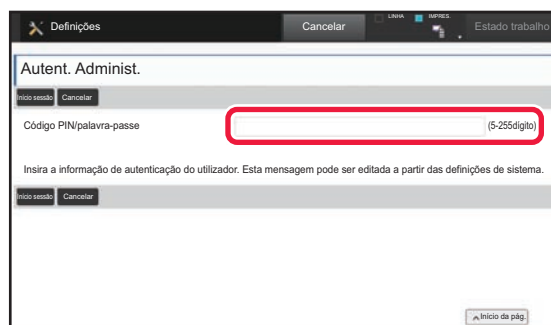 Definições
Cancelar
LINHA
IMPRES.
Estado trabalho
Autent. Administ.
Início sessão Cancelar
Código PIN/palavra-passe (5-255dígito)
Insira a informação de autenticação do utilizador. Esta mensagem pode ser editada a partir das definições de sistema.
Início sessão Cancelar
Início da pág.